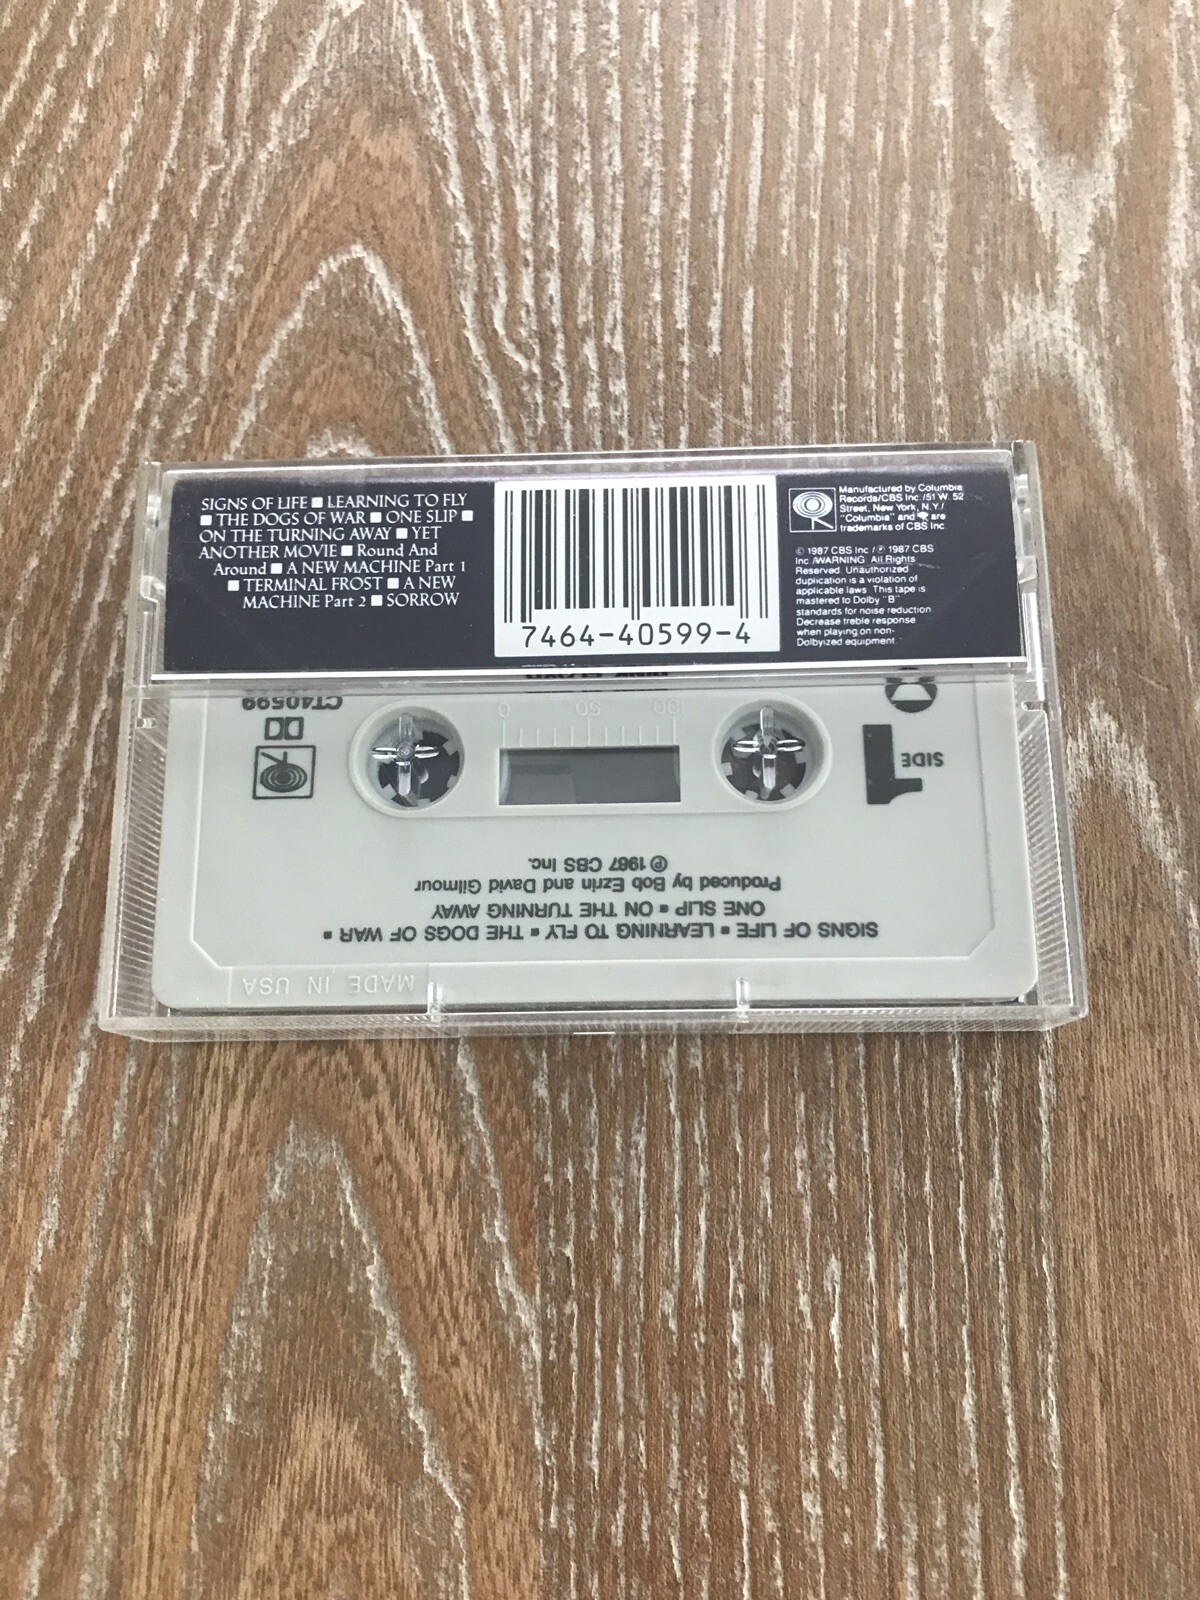 SIGNS OF LIFE ■ LEARNING TO FLY
■ THE DOGS OF WAR ■ ONE SLIP ■
ON THE TURNING AWAY ■ YET
ANOTHER MOVIE ■ Round And
Around ■ A NEW MACHINE Part 1
■ TERMINAL FROST ■ A NEW
MACHINE Part 2 ■ SORROW
7464-40599-4
Manufactured by Columbia
Records/CBS Inc./51 W. 52
Street, New York, N.Y./
"Columbia" and are
trademarks of CBS Inc.
© 1987 CBS Inc./℗ 1987 CBS
Inc./WARNING: All Rights
Reserved. Unauthorized
duplication is a violation of
applicable laws. This tape is
mastered to Dolby "B"
standards for noise reduction.
Decrease treble response
when playing on non-
Dolbyized equipment.
MADE IN USA
SIGNS OF LIFE ▪ LEARNING TO FLY ▪ THE DOGS OF WAR ▪
ONE SLIP ▪ ON THE TURNING AWAY
Produced by Bob Ezrin and David Gilmour
℗ 1987 CBS Inc.
SIDE
1
100 50 0
CT40599
PINK FLOYD